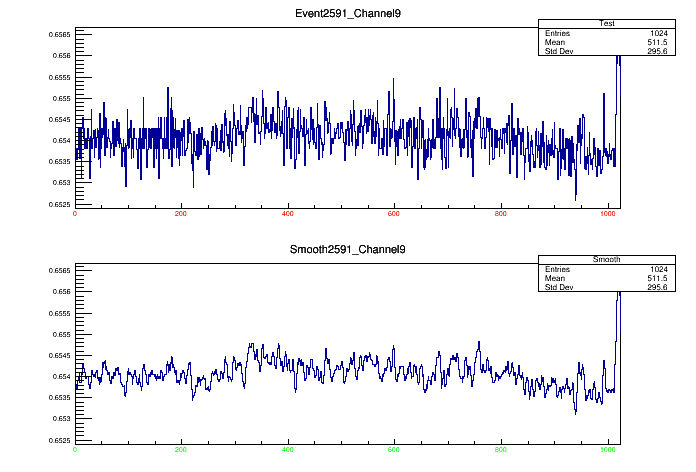 Event2591_Channel9
Test
Entries 1024
Mean 511.5
Std Dev 295.6
0.6565
0.656
0.6555
0.655
0.6545
0.654
0.6535
0.653
0.6525
0 200 400 600 800 1000
Smooth2591_Channel9
Smooth
Entries 1024
Mean 511.5
Std Dev 295.6
0.6565
0.656
0.6555
0.655
0.6545
0.654
0.6535
0.653
0.6525
0 200 400 600 800 1000